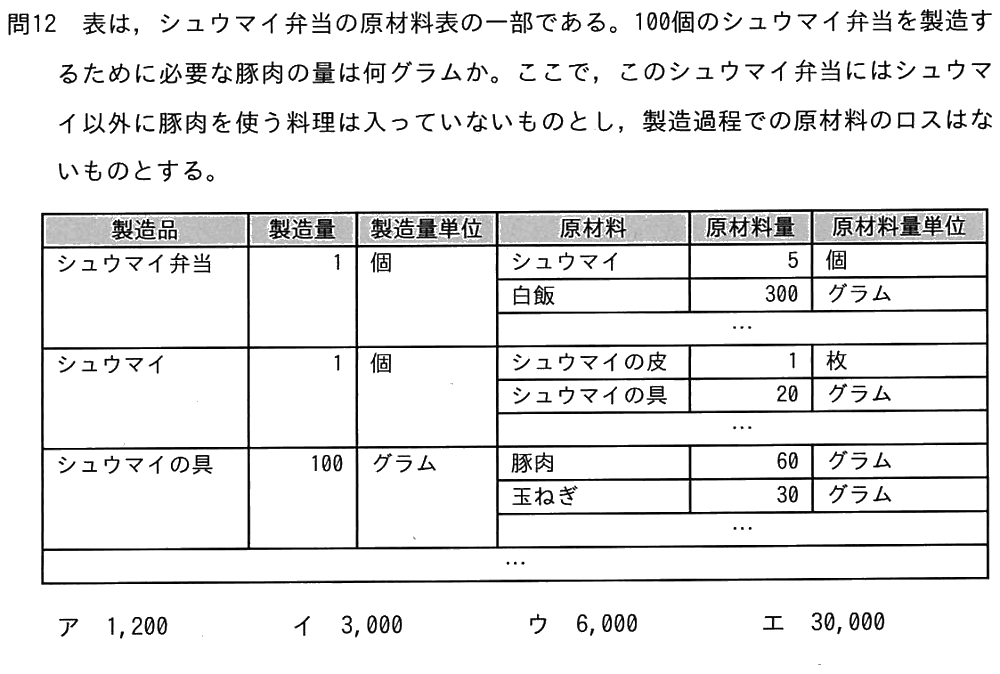 問12 表は，シュウマイ弁当の原材料表の一部である。100個のシュウマイ弁当を製造す
るために必要な豚肉の量は何グラムか。ここで，このシュウマイ弁当にはシュウマ
イ以外に豚肉を使う料理は入っていないものとし，製造過程での原材料のロスはな
いものとする。
製造品 製造量 製造量単位 原材料 原材料量 原材料量単位
シュウマイ弁当 1 個 シュウマイ 5 個
白飯 300 グラム
…
シュウマイ 1 個 シュウマイの皮 1 枚
シュウマイの具 20 グラム
…
シュウマイの具 100 グラム 豚肉 60 グラム
玉ねぎ 30 グラム
…
…
ア 1,200 イ 3,000 ウ 6,000 エ 30,000